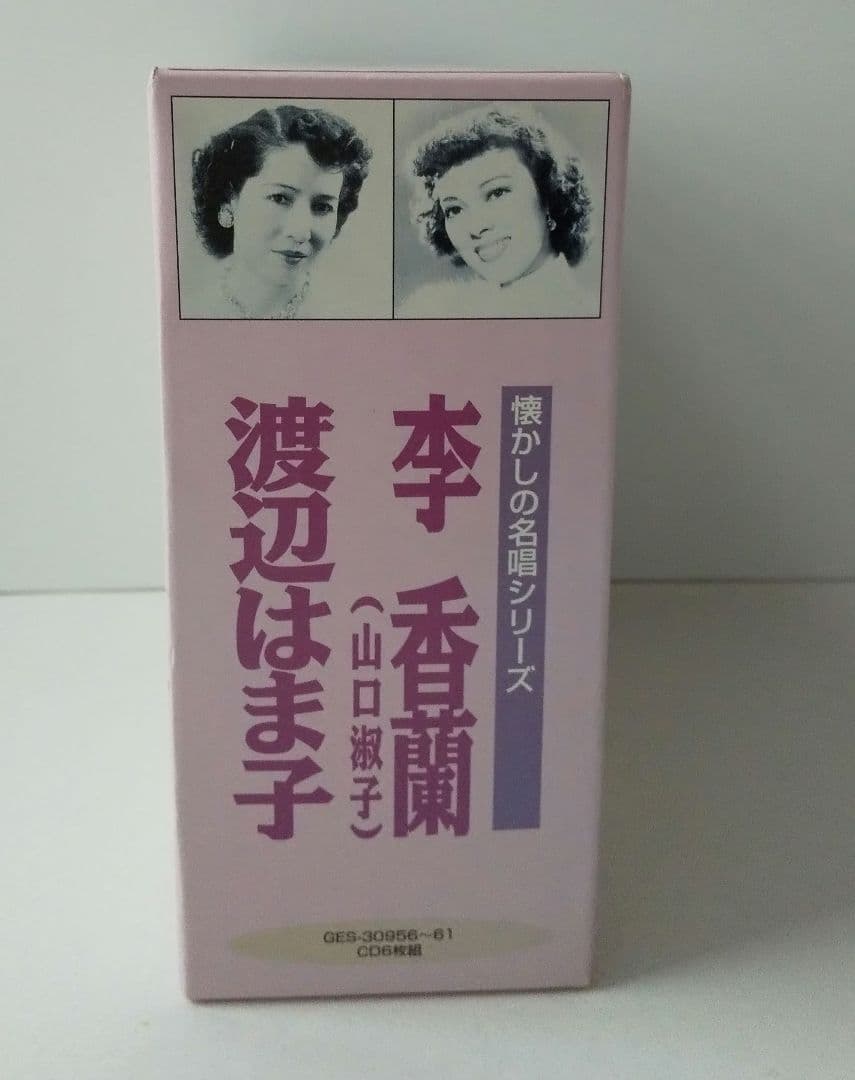 懐かしの名唱シリーズ
李香蘭
(山口淑子)
渡辺はま子
GES-30956〜61
CD6枚組